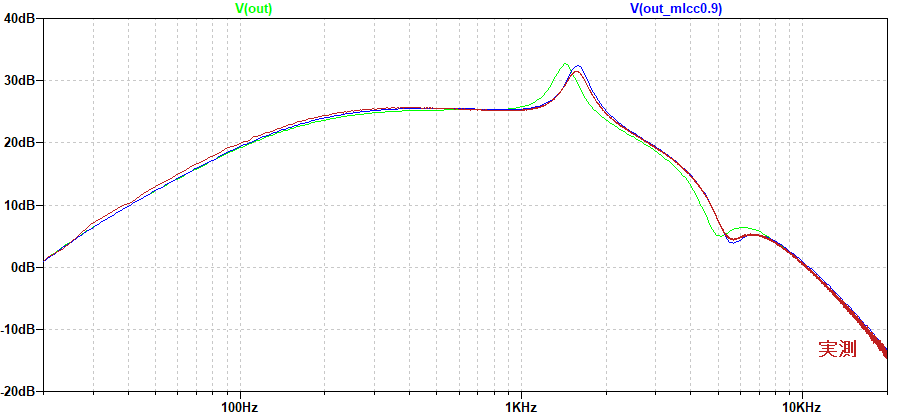 V(out) V(out_mlcc0.9)
40dB
30dB
20dB
10dB
0dB
-10dB
実測
-20dB
100Hz 1KHz 10KHz